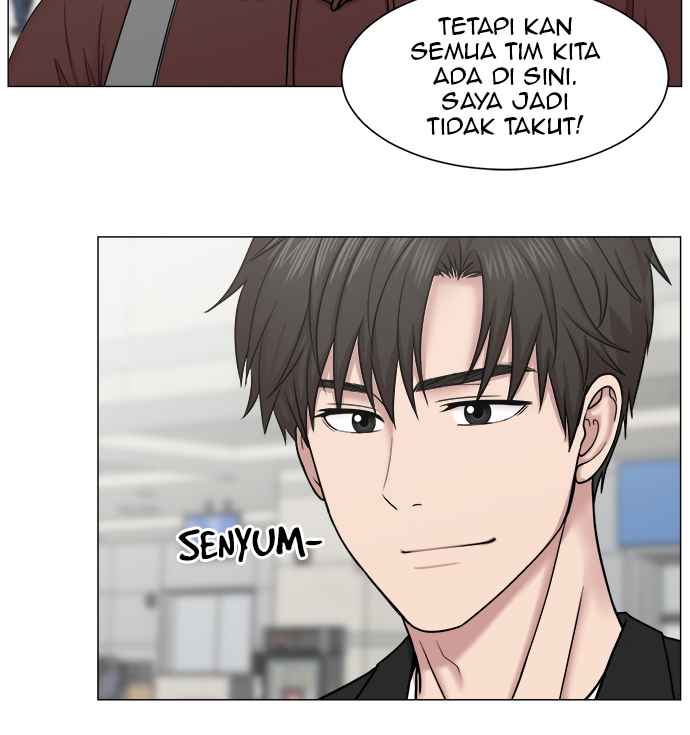 TETAPI KAN
SEMUA TIM KITA
ADA DI SINI.
SAYA JADI
TIDAK TAKUT!
SENYUM-